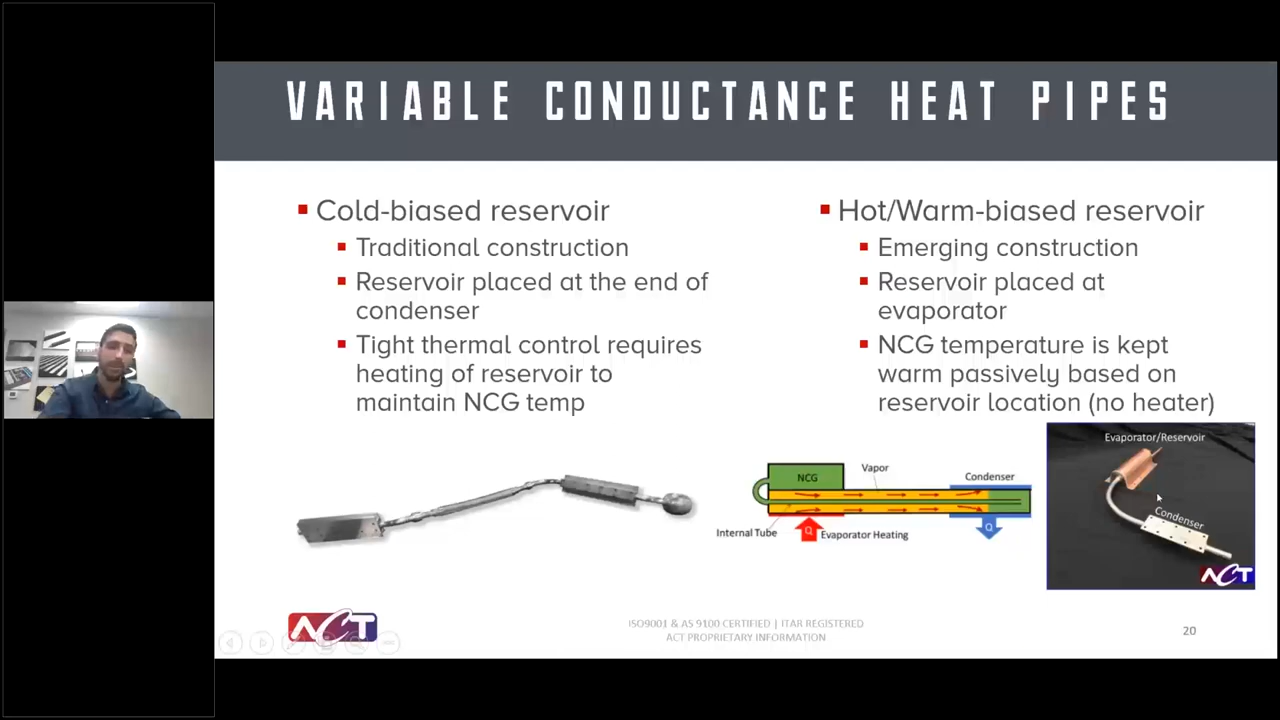 VARIABLE CONDUCTANCE HEAT PIPES
Cold-biased reservoir
Traditional construction
Reservoir placed at the end of
condenser
Tight thermal control requires
heating of reservoir to
maintain NCG temp
Hot/Warm-biased reservoir
Emerging construction
Reservoir placed at
evaporator
NCG temperature is kept
warm passively based on
reservoir location (no heater)
NCG
Vapor
Condenser
Internal Tube
Q
Evaporator Heating
Q
Evaporator/Reservoir
Condenser
ACT
ACT
ISO9001 & AS 9100 CERTIFIED | ITAR REGISTERED
ACT PROPRIETARY INFORMATION
20